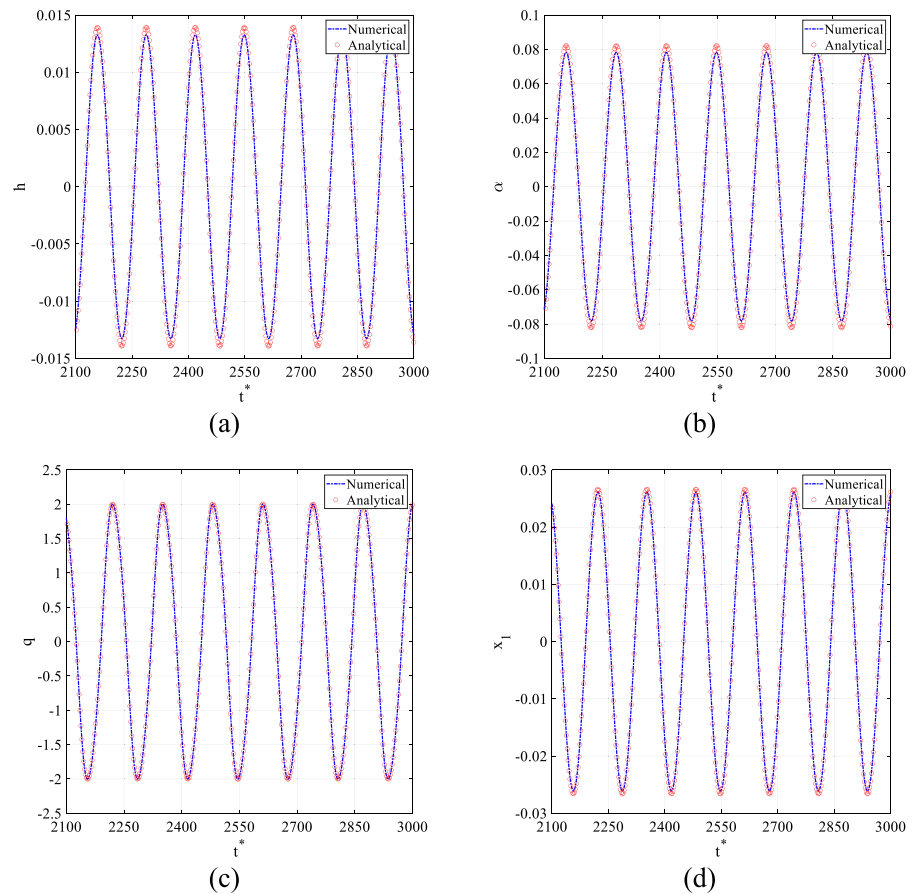 0.015
0.01
0.005
0
-0.005
-0.01
-0.015
h
2100 2250 2400 2550 2700 2850 3000
t*
Numerical
Analytical
(a)
0.1
0.08
0.06
0.04
0.02
0
-0.02
-0.04
-0.06
-0.08
-0.1
α
2100 2250 2400 2550 2700 2850 3000
t*
Numerical
Analytical
(b)
2.5
2
1.5
1
0.5
0
-0.5
-1
-1.5
-2
-2.5
q
2100 2250 2400 2550 2700 2850 3000
t*
Numerical
Analytical
(c)
0.03
0.02
0.01
0
-0.01
-0.02
-0.03
x1
2100 2250 2400 2550 2700 2850 3000
t*
Numerical
Analytical
(d)